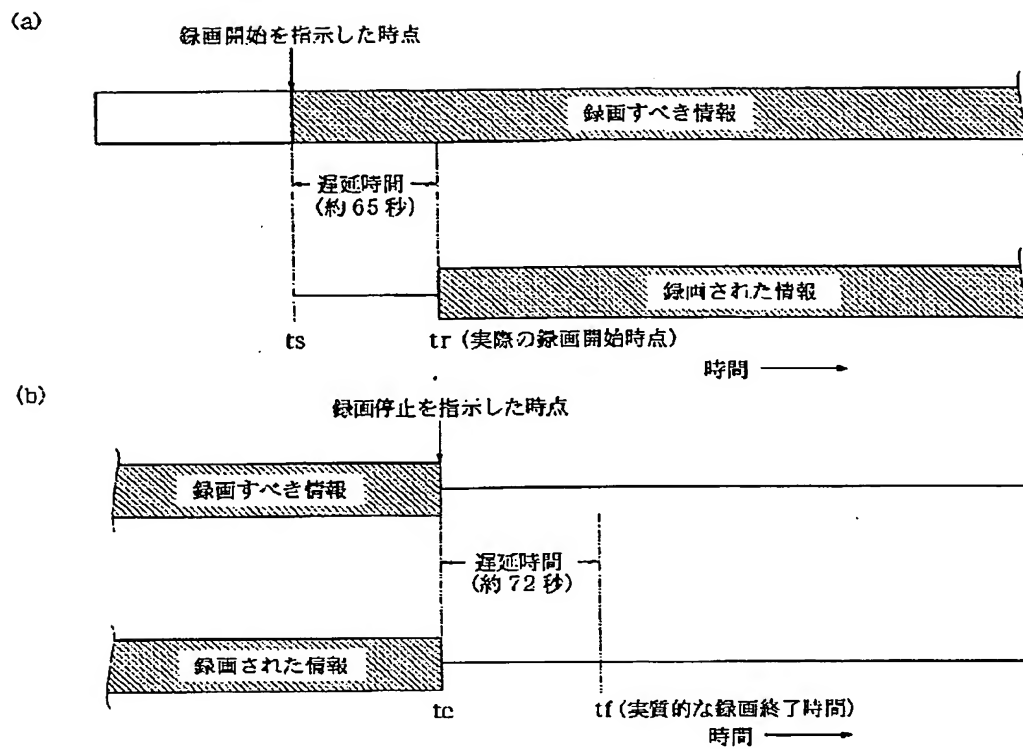 (a)
録画開始を指示した時点
録画すべき情報
遅延時間
(約65秒)
録画された情報
ts
tr (実際の録画開始時点)
時間
(b)
録画停止を指示した時点
録画すべき情報
遅延時間
(約72秒)
録画された情報
tc
tf (実質的な録画終了時間)
時間